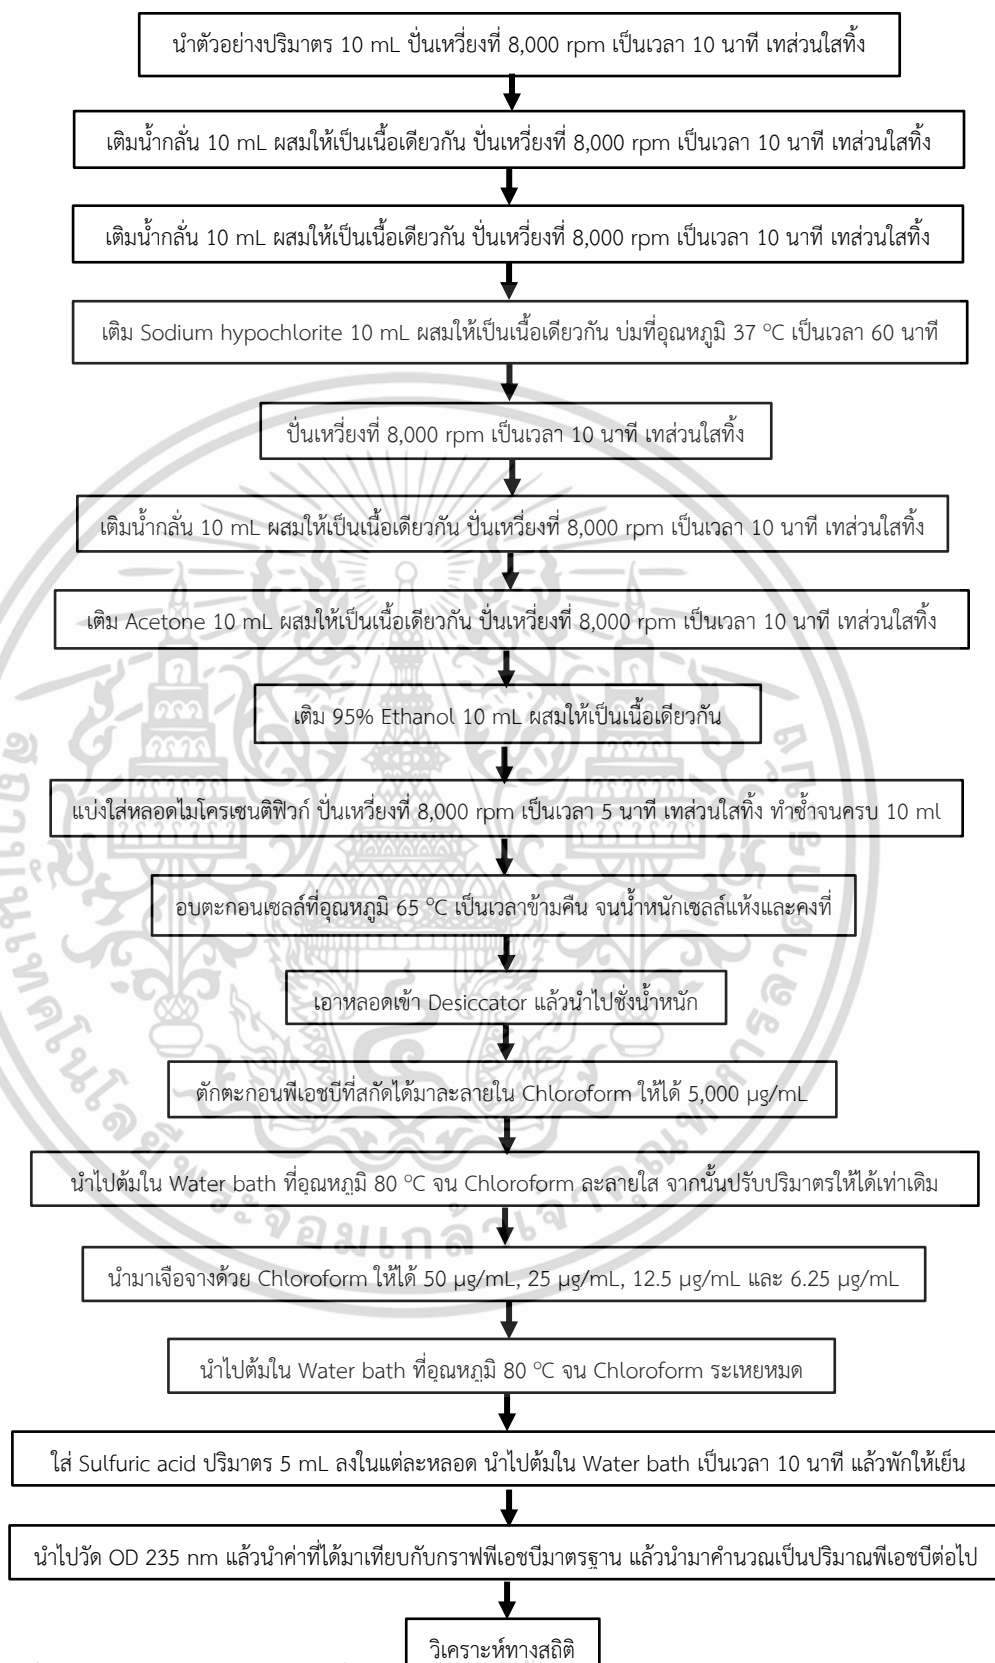 นำตัวอย่างปริมาตร 10 mL ปั่นเหวี่ยงที่ 8,000 rpm เป็นเวลา 10 นาที เทส่วนใสทิ้ง
เติมน้ำกลั่น 10 mL ผสมให้เป็นเนื้อเดียวกัน ปั่นเหวี่ยงที่ 8,000 rpm เป็นเวลา 10 นาที เทส่วนใสทิ้ง
เติมน้ำกลั่น 10 mL ผสมให้เป็นเนื้อเดียวกัน ปั่นเหวี่ยงที่ 8,000 rpm เป็นเวลา 10 นาที เทส่วนใสทิ้ง
เติม Sodium hypochlorite 10 mL ผสมให้เป็นเนื้อเดียวกัน บ่มที่อุณหภูมิ 37 °C เป็นเวลา 60 นาที
ปั่นเหวี่ยงที่ 8,000 rpm เป็นเวลา 10 นาที เทส่วนใสทิ้ง
เติมน้ำกลั่น 10 mL ผสมให้เป็นเนื้อเดียวกัน ปั่นเหวี่ยงที่ 8,000 rpm เป็นเวลา 10 นาที เทส่วนใสทิ้ง
เติม Acetone 10 mL ผสมให้เป็นเนื้อเดียวกัน ปั่นเหวี่ยงที่ 8,000 rpm เป็นเวลา 10 นาที เทส่วนใสทิ้ง
เติม 95% Ethanol 10 mL ผสมให้เป็นเนื้อเดียวกัน
แบ่งใส่หลอดไมโครเซนติฟิวก์ ปั่นเหวี่ยงที่ 8,000 rpm เป็นเวลา 5 นาที เทส่วนใสทิ้ง ทำซ้ำจนครบ 10 ml
อบตะกอนเซลล์ที่อุณหภูมิ 65 °C เป็นเวลาข้ามคืน จนน้ำหนักเซลล์แห้งและคงที่
เอาหลอดเข้า Desiccator แล้วนำไปชั่งน้ำหนัก
ตักตะกอนพีเอชบีที่สกัดได้มาละลายใน Chloroform ให้ได้ 5,000 µg/mL
นำไปต้มใน Water bath ที่อุณหภูมิ 80 °C จน Chloroform ละลายใส จากนั้นปรับปริมาตรให้ได้เท่าเดิม
นำมาเจือจางด้วย Chloroform ให้ได้ 50 µg/mL, 25 µg/mL, 12.5 µg/mL และ 6.25 µg/mL
นำไปต้มใน Water bath ที่อุณหภูมิ 80 °C จน Chloroform ระเหยหมด
ใส่ Sulfuric acid ปริมาตร 5 mL ลงในแต่ละหลอด นำไปต้มใน Water bath เป็นเวลา 10 นาที แล้วพักให้เย็น
นำไปวัด OD 235 nm แล้วนำค่าที่ได้มาเทียบกับกราฟพีเอชบีมาตรฐาน แล้วนำมาคำนวณเป็นปริมาณพีเอชบีต่อไป
วิเคราะห์ทางสถิติ
สถาบันเทคโนโลยีพระจอมเกล้าเจ้าคุณทหารลาดกระบัง